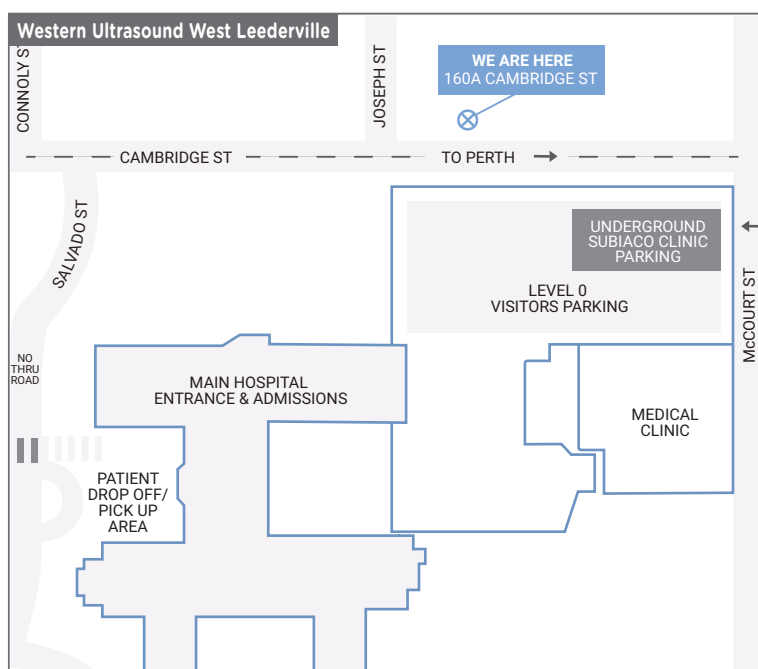 Western Ultrasound West Leederville
CONNOLY S
JOSEPH ST
WE ARE HERE
160A CAMBRIDGE ST
CAMBRIDGE ST
TO PERTH
SALVADO ST
UNDERGROUND
SUBIACO CLINIC
PARKING
LEVEL 0
VISITORS PARKING
McCOURT ST
NO
THRU
ROAD
MAIN HOSPITAL
ENTRANCE & ADMISSIONS
MEDICAL
CLINIC
PATIENT
DROP OFF/
PICK UP
AREA